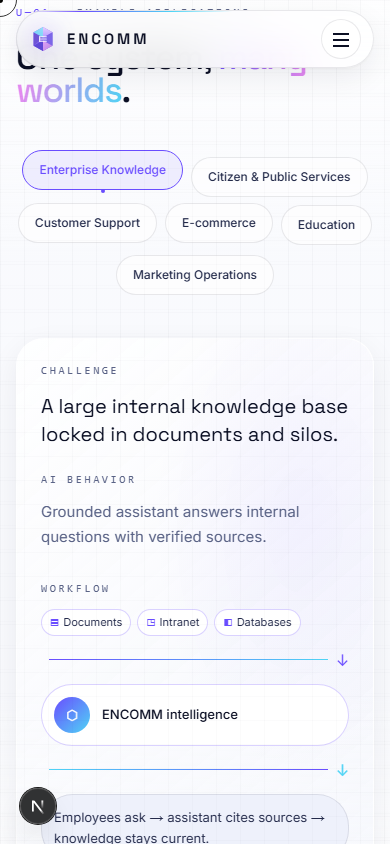 ENCOMM
worlds.
Enterprise Knowledge
Citizen & Public Services
Customer Support
E-commerce
Education
Marketing Operations
CHALLENGE
A large internal knowledge base
locked in documents and silos.
AI BEHAVIOR
Grounded assistant answers internal
questions with verified sources.
WORKFLOW
Documents
Intranet
Databases
ENCOMM intelligence
N
Employees ask → assistant cites sources →
knowledge stays current.